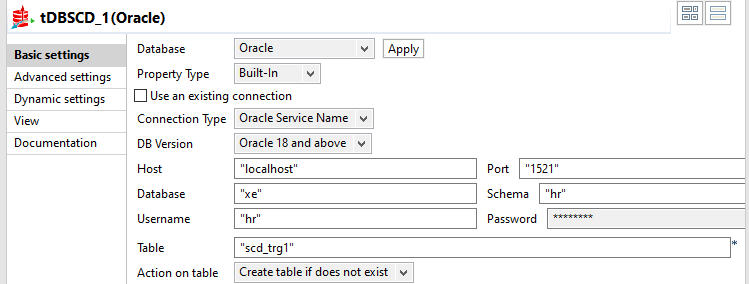 tDBSCD_1(Oracle)
Basic settings
Advanced settings
Dynamic settings
View
Documentation
Database Oracle Apply
Property Type Built-In
Use an existing connection
Connection Type Oracle Service Name
DB Version Oracle 18 and above
Host "localhost" Port "1521"
Database "xe" Schema "hr"
Username "hr" Password ********
Table "scd_trg1" *
Action on table Create table if does not exist